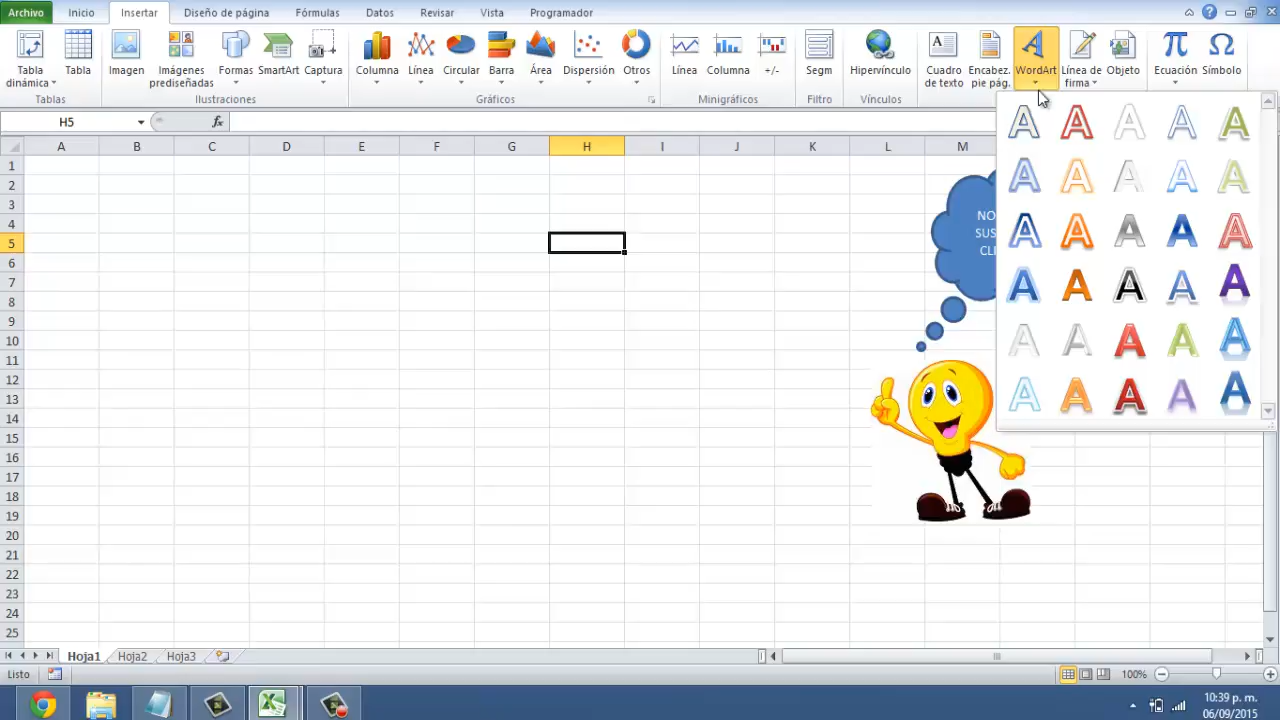 Archivo Inicio Insertar Diseño de página Fórmulas Datos Revisar Vista Programador
Tabla dinámica
Tabla
Imagen
Imágenes prediseñadas
Formas
SmartArt
Captura
Columna
Línea
Circular
Barra
Área
Dispersión
Otros
Línea
Columna
+/-
Segm
Hipervínculo
Cuadro de texto
Encabez. pie pág.
WordArt
Línea de firma
Objeto
Ecuación
Símbolo
Tablas Ilustraciones Gráficos Minigráficos Filtro Vínculos
H5 fx
A B C D E F G H I J K L M
1
2
3
4
5
6
7
8
9
10
11
12
13
14
15
16
17
18
19
20
21
22
23
24
25
NO
A A A A A
A A A A A
A A A A A
A A A A A
A A A A A
A A A A A
Hoja1 Hoja2 Hoja3
Listo 100%
10:39 p. m.
06/09/2015